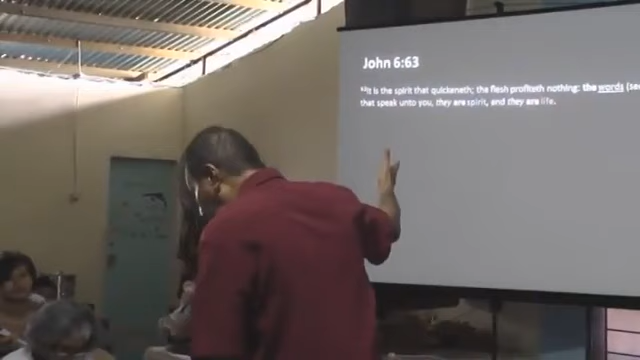 John 6:63
⁶³It is the spirit that quickeneth; the flesh profiteth nothing: the words
that speak unto you, they are spirit, and they are life.